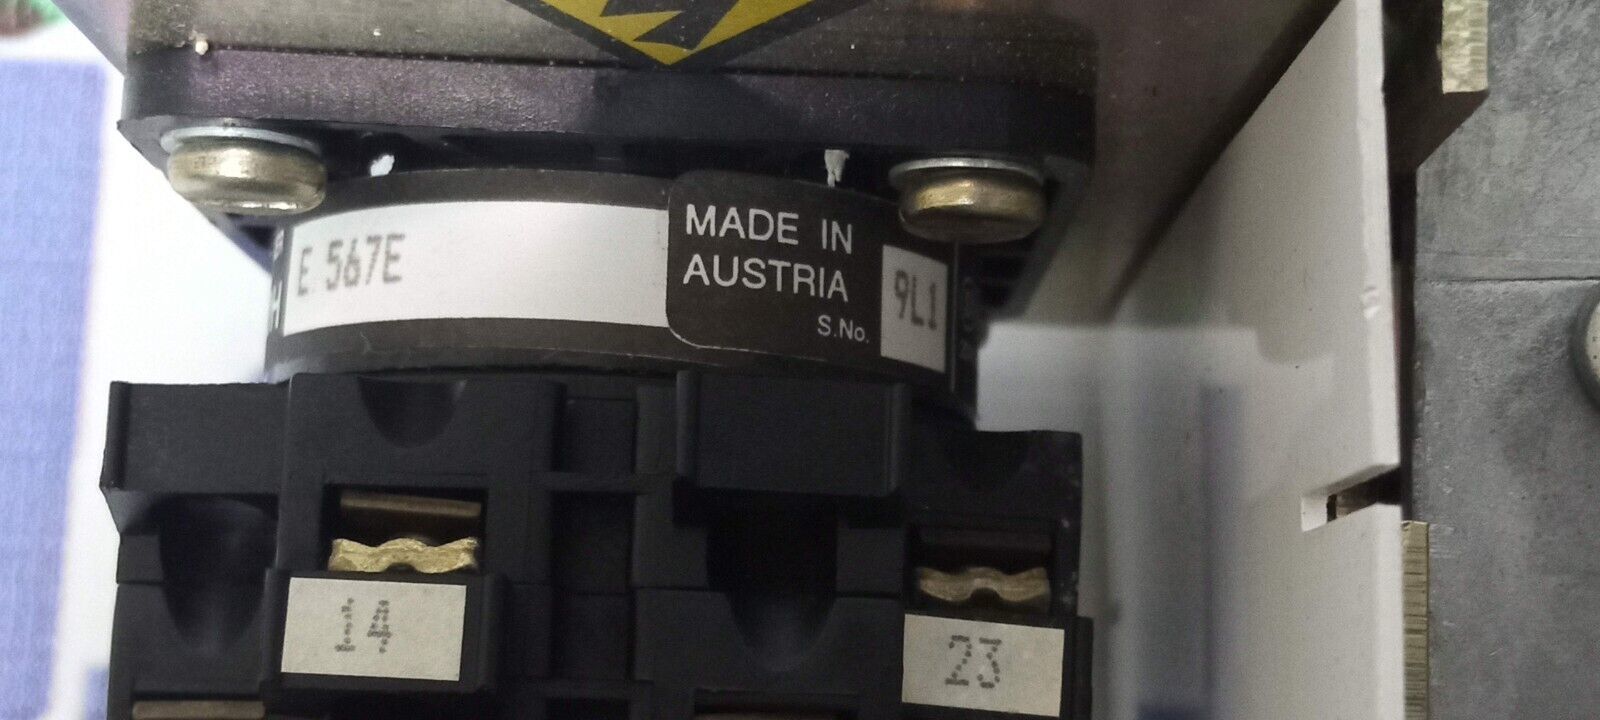 E. 567E
MADE IN
AUSTRIA
S.No. 9L1
14
23